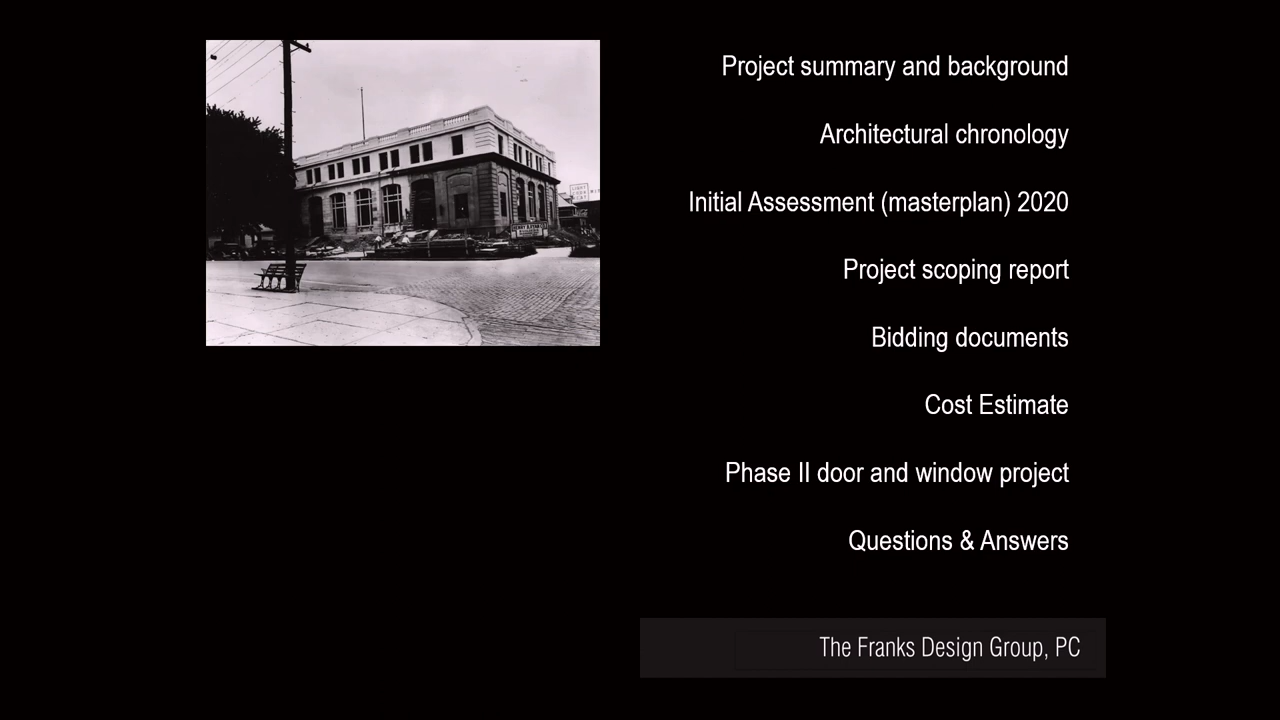 Project summary and background
Architectural chronology
Initial Assessment (masterplan) 2020
Project scoping report
Bidding documents
Cost Estimate
Phase II door and window project
Questions & Answers
The Franks Design Group, PC